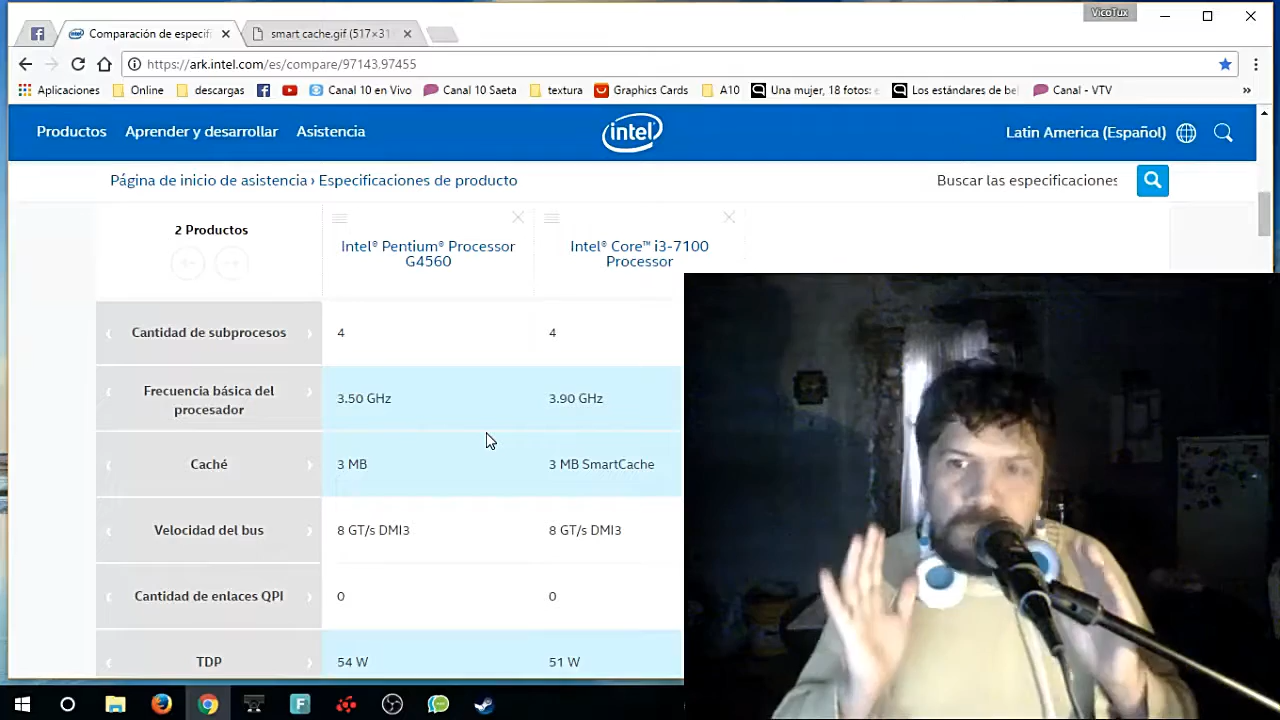 VicoTux
Comparación de especifi
smart cache.gif (517×31
https://ark.intel.com/es/compare/97143.97455
Aplicaciones Online descargas Canal 10 en Vivo Canal 10 Saeta textura Graphics Cards A10 Una mujer, 18 fotos: e Los estándares de be Canal - VTV »
Productos Aprender y desarrollar Asistencia
intel
Latin America (Español)
Página de inicio de asistencia › Especificaciones de producto
Buscar las especificaciones
2 Productos
Intel® Pentium® Processor
G4560
Intel® Core™ i3-7100
Processor
Cantidad de subprocesos 4 4
Frecuencia básica del
procesador
3.50 GHz 3.90 GHz
Caché 3 MB 3 MB SmartCache
Velocidad del bus 8 GT/s DMI3 8 GT/s DMI3
Cantidad de enlaces QPI 0 0
TDP 54 W 51 W